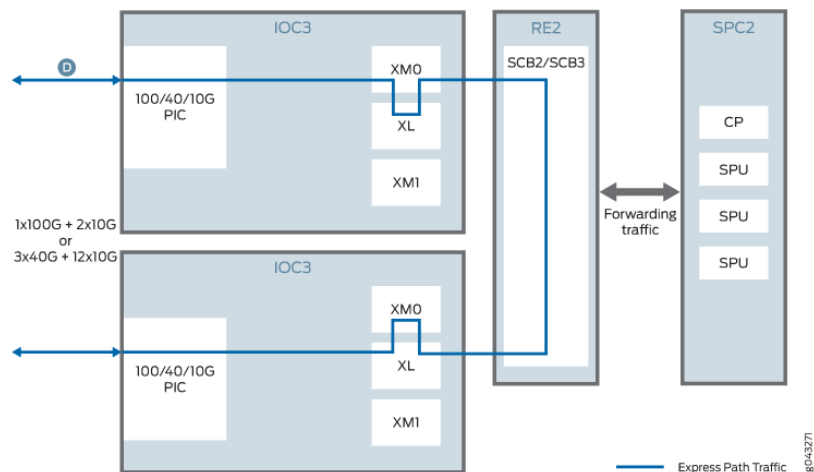 IOC3
RE2
SPC2
D
100/40/10G
PIC
XM0
XL
XM1
SCB2/SCB3
CP
SPU
SPU
SPU
Forwarding
traffic
1x100G + 2x10G
or
3x40G + 12x10G
IOC3
100/40/10G
PIC
XM0
XL
XM1
Express Path Traffic
g043271